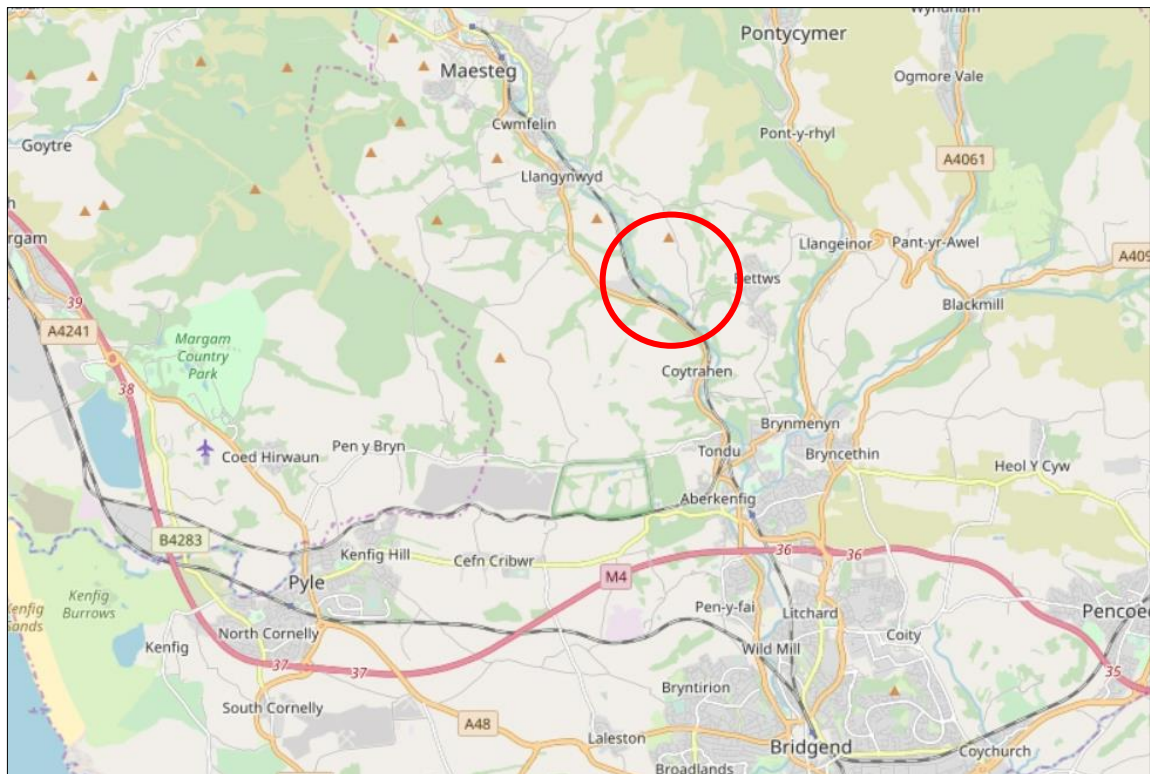 Wyndham
Pontycymer
Maesteg
Ogmore Vale
Cwmfelin
Pont-y-rhyl
Goytre
A4061
Llangynwyd
Llangeinor
Pant-yr-Awel
Bettws
A409
Blackmill
39
A4241
Margam
Country
Park
38
Coytrahen
Brynmenyn
Pen y Bryn
Coed Hirwaun
Tondu
Bryncethin
Heol Y Cyw
Aberkenfig
B4283
Kenfig Hill
Cefn Cribwr
36
36
M4
Pyle
Kenfig
Burrows
Kenfig
Sands
Pen-y-fai
Litchard
Pencoed
North Cornelly
Coity
Kenfig
Wild Mill
37
37
35
Bryntirion
South Cornelly
A48
Laleston
Bridgend
Coychurch
Broadlands